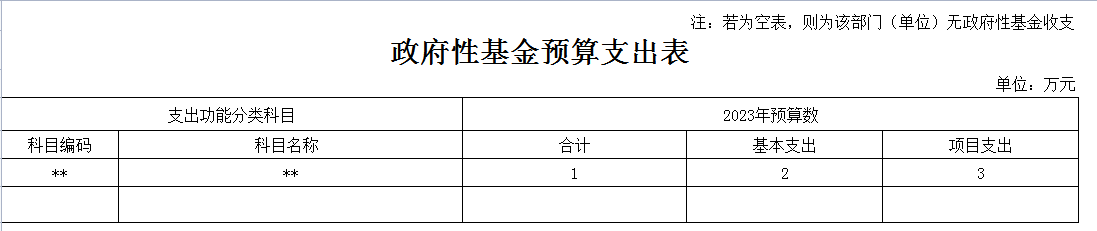 注：若为空表，则为该部门（单位）无政府性基金收支
政府性基金预算支出表
单位：万元
支出功能分类科目 2023年预算数
科目编码 科目名称 合计 基本支出 项目支出
** ** 1 2 3